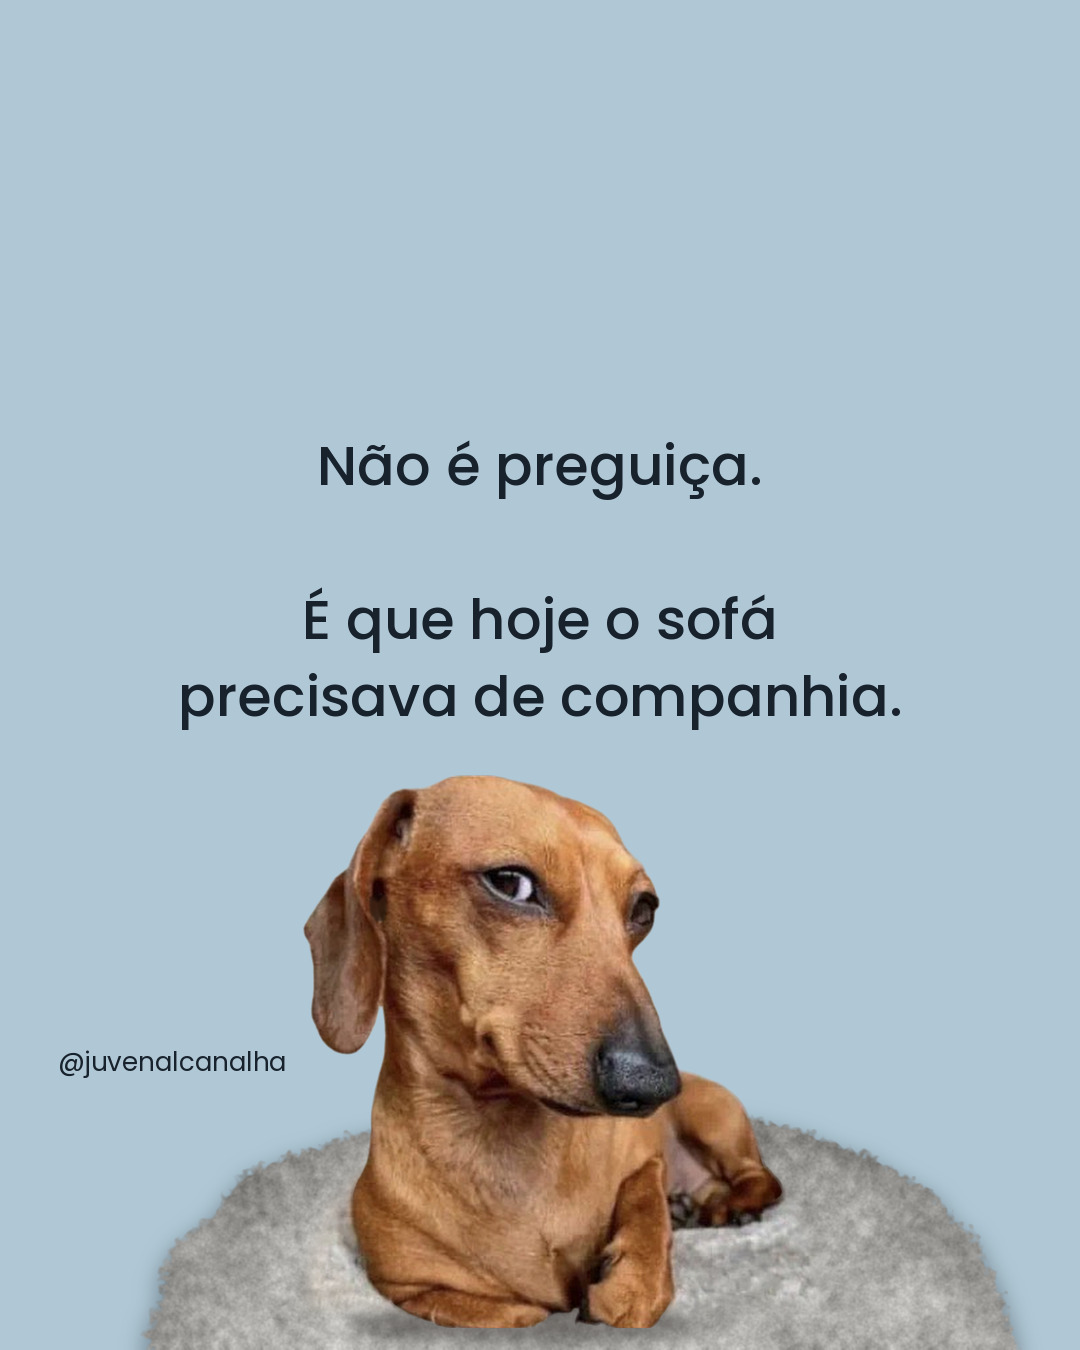 Não é preguiça.
É que hoje o sofá
precisava de companhia.
@juvenalcanalha